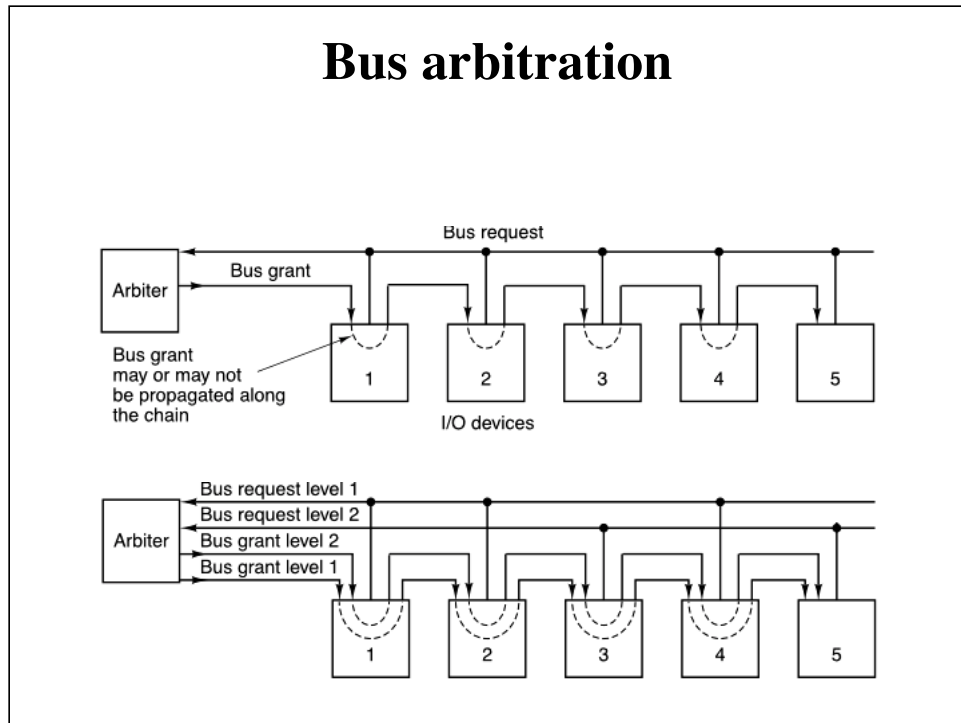 Bus arbitration
Bus request
Arbiter
Bus grant
Bus grant
may or may not
be propagated along
the chain
1
2
3
4
5
I/O devices
Bus request level 1
Bus request level 2
Arbiter
Bus grant level 2
Bus grant level 1
1
2
3
4
5